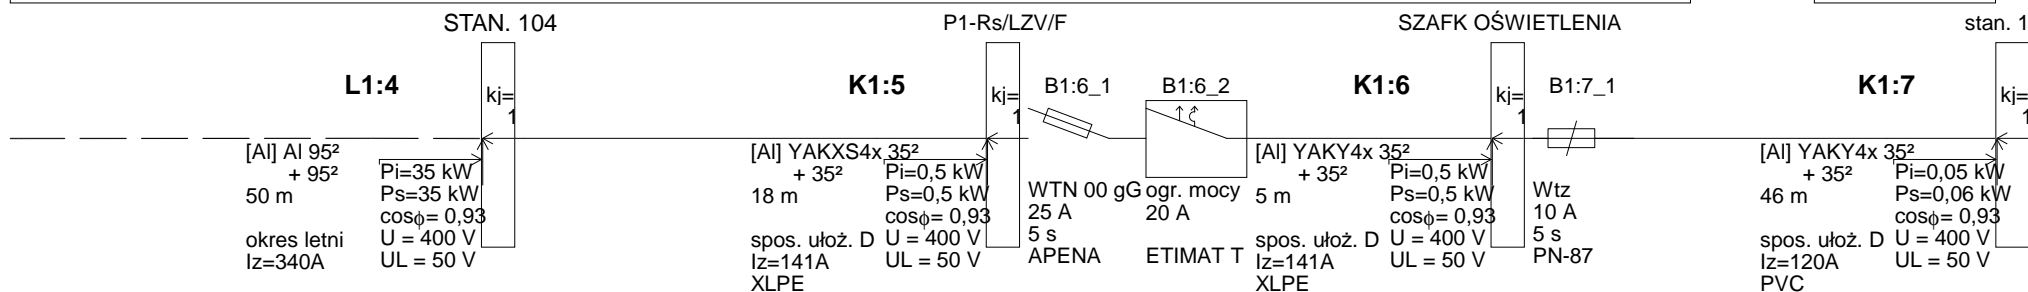 STAN. 104
P1-Rs/LZV/F
SZAFK OŚWIETLENIA
stan. 1
L1:4
kj=
1
K1:5
kj=
1
B1:6_1
B1:6_2
K1:6
kj=
1
B1:7_1
K1:7
kj=
1
[Al] Al 95²
+ 95²
50 m
okres letni
Iz=340A
Pi=35 kW
Ps=35 kW
cosϕ= 0,93
U = 400 V
UL = 50 V
[Al] YAKXS4x 35²
+ 35²
18 m
spos. ułoż. D
Iz=141A
XLPE
Pi=0,5 kW
Ps=0,5 kW
cosϕ= 0,93
U = 400 V
UL = 50 V
WTN 00 gG
25 A
5 s
APENA
ogr. mocy
20 A
ETIMAT T
[Al] YAKY4x 35²
+ 35²
5 m
spos. ułoż. D
Iz=141A
XLPE
Pi=0,5 kW
Ps=0,5 kW
cosϕ= 0,93
U = 400 V
UL = 50 V
Wtz
10 A
5 s
PN-87
[Al] YAKY4x 35²
+ 35²
46 m
spos. ułoż. D
Iz=120A
PVC
Pi=0,05 kW
Ps=0,06 kW
cosϕ= 0,93
U = 400 V
UL = 50 V